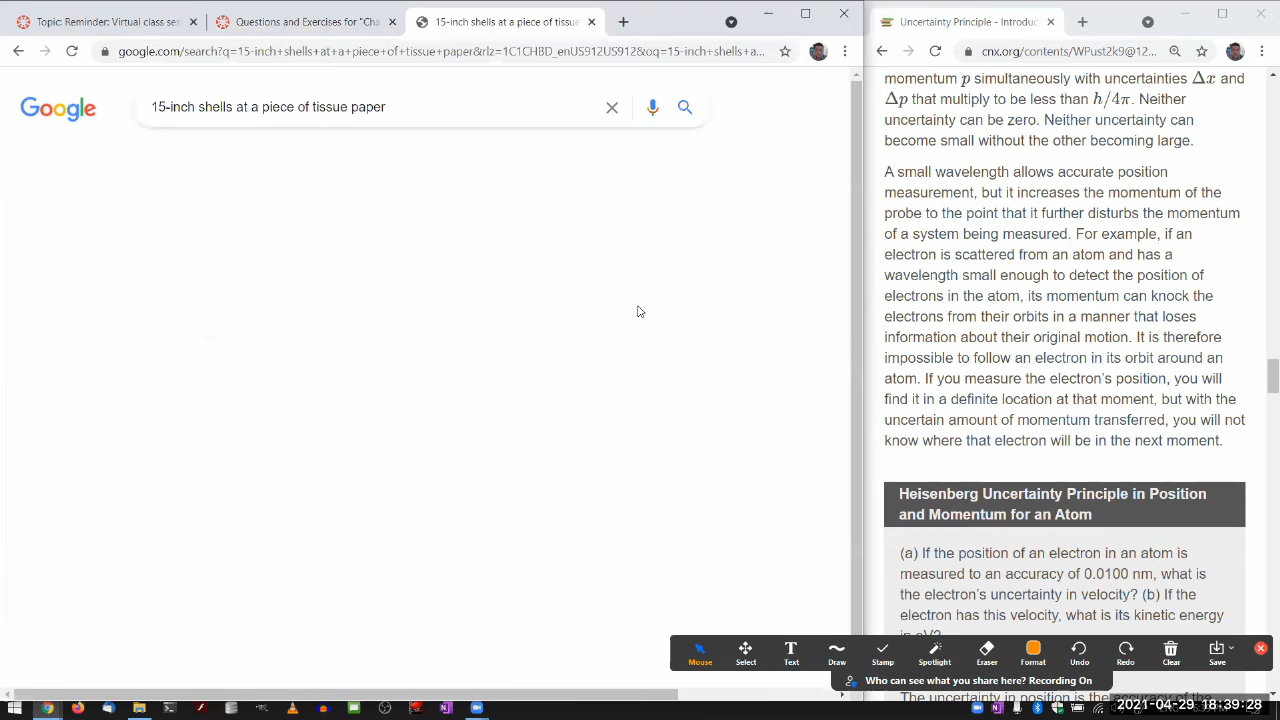 Topic: Reminder: Virtual class ses
Questions and Exercises for "Cha
15-inch shells at a piece of tissue
google.com/search?q=15-inch+shells+at+a+piece+of+tissue+paper&rlz=1C1CHBD_enUS912US912&oq=15-inch+shells+a...
Google
15-inch shells at a piece of tissue paper
Uncertainty Principle - Introduc
cnx.org/contents/WPust2k9@12...
momentum p simultaneously with uncertainties Δx and
Δp that multiply to be less than h/4π. Neither
uncertainty can be zero. Neither uncertainty can
become small without the other becoming large.
A small wavelength allows accurate position
measurement, but it increases the momentum of the
probe to the point that it further disturbs the momentum
of a system being measured. For example, if an
electron is scattered from an atom and has a
wavelength small enough to detect the position of
electrons in the atom, its momentum can knock the
electrons from their orbits in a manner that loses
information about their original motion. It is therefore
impossible to follow an electron in its orbit around an
atom. If you measure the electron's position, you will
find it in a definite location at that moment, but with the
uncertain amount of momentum transferred, you will not
know where that electron will be in the next moment.
Heisenberg Uncertainty Principle in Position
and Momentum for an Atom
(a) If the position of an electron in an atom is
measured to an accuracy of 0.0100 nm, what is
the electron's uncertainty in velocity? (b) If the
electron has this velocity, what is its kinetic energy
in eV?
Mouse Select Text Draw Stamp Spotlight Eraser Format Undo Redo Clear Save
Who can see what you share here? Recording On
The uncertainty in position is the accuracy of the
2021-04-29 18:39:28